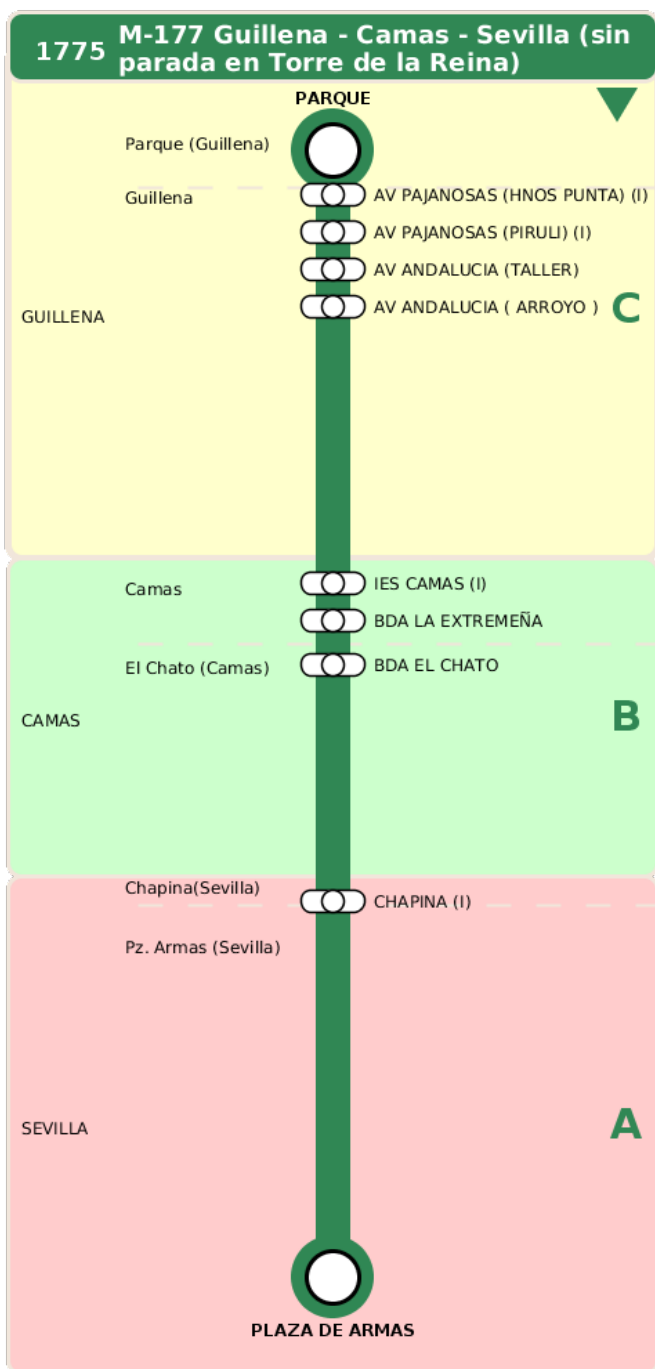 1775
M-177 Guillena - Camas - Sevilla (sin
parada en Torre de la Reina)
PARQUE
Parque (Guillena)
Guillena
AV PAJANOSAS (HNOS PUNTA) (I)
AV PAJANOSAS (PIRULI) (I)
AV ANDALUCIA (TALLER)
AV ANDALUCIA ( ARROYO )
C
GUILLENA
Camas
IES CAMAS (I)
BDA LA EXTREMEÑA
El Chato (Camas)
BDA EL CHATO
CAMAS
B
Chapina(Sevilla)
CHAPINA (I)
Pz. Armas (Sevilla)
SEVILLA
A
PLAZA DE ARMAS